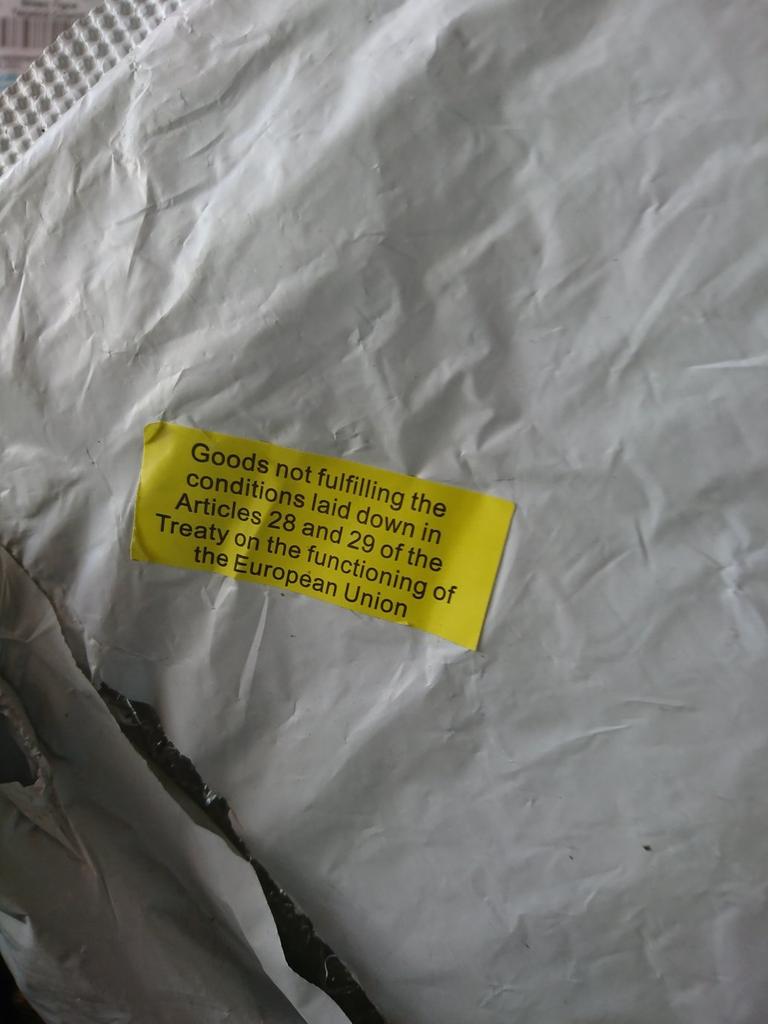 Goods not fulfilling the
conditions laid down in
Articles 28 and 29 of the
Treaty on the functioning of
the European Union